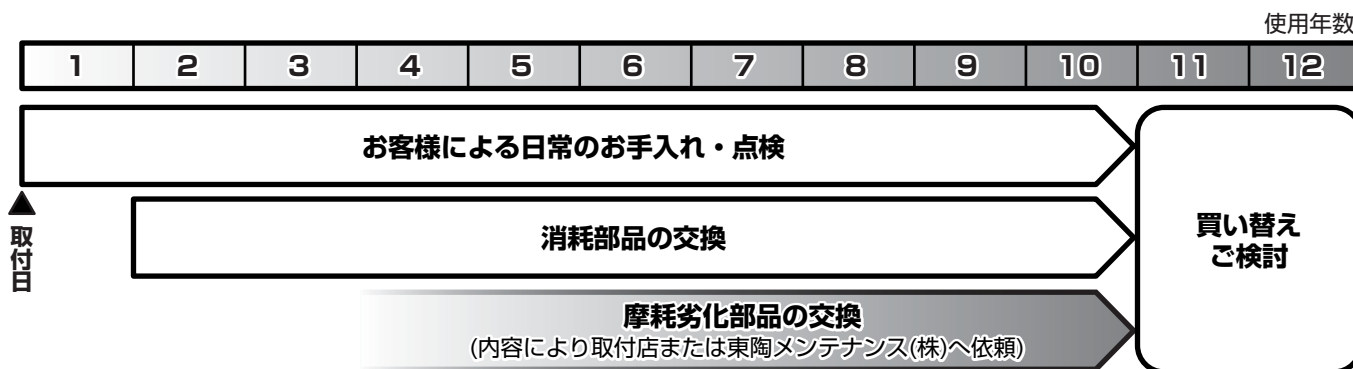 使用年数
1 2 3 4 5 6 7 8 9 10 11 12
お客様による日常のお手入れ・点検
取付日
消耗部品の交換
買い替え
ご検討
摩耗劣化部品の交換
(内容により取付店または東陶メンテナンス(株)へ依頼)